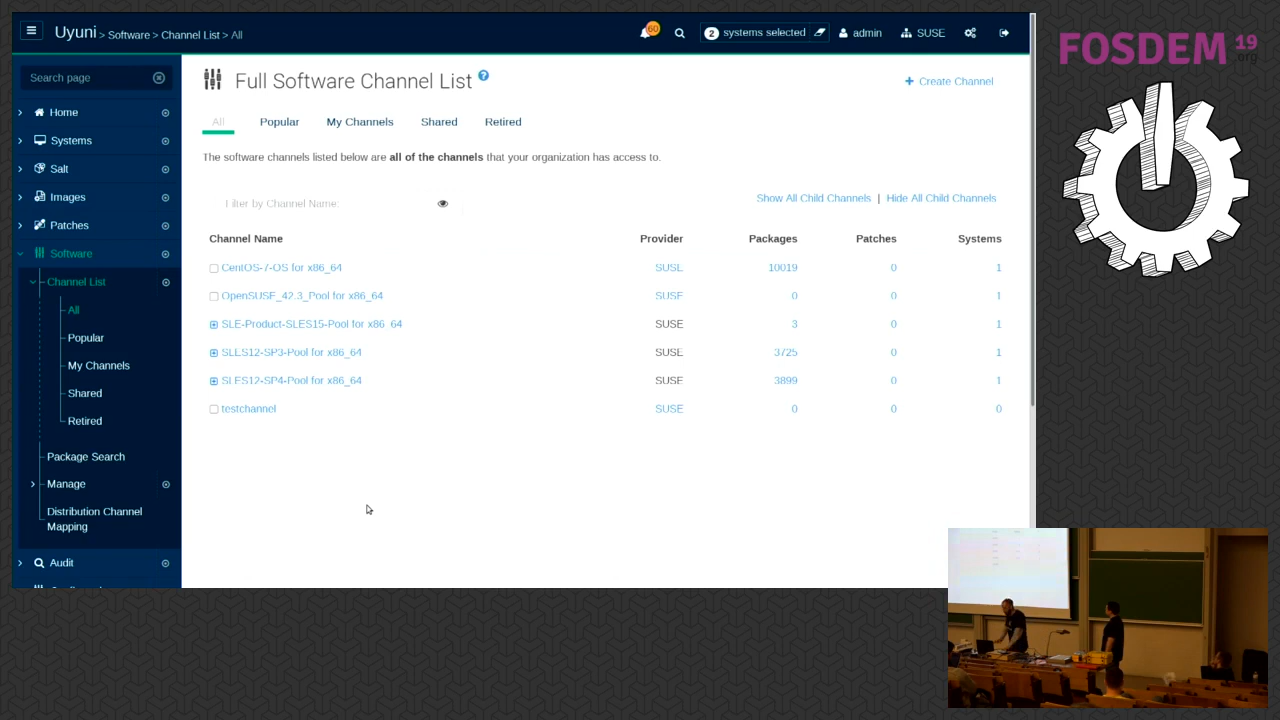 Uyuni > Software > Channel List > All
60
2 systems selected
admin
SUSE
FOSDEM 19
.org
Search page
Home
Systems
Salt
Images
Patches
Software
Channel List
All
Popular
My Channels
Shared
Retired
Package Search
Manage
Distribution Channel
Mapping
Audit
Full Software Channel List ?
+ Create Channel
All Popular My Channels Shared Retired
The software channels listed below are all of the channels that your organization has access to.
Filter by Channel Name:
Show All Child Channels | Hide All Child Channels
Channel Name Provider Packages Patches Systems
CentOS-7-OS for x86_64 SUSE 10019 0 1
OpenSUSE_42.3_Pool for x86_64 SUSE 0 0 1
SLE-Product-SLES15-Pool for x86_64 SUSE 3 0 1
SLES12-SP3-Pool for x86_64 SUSE 3725 0 1
SLES12-SP4-Pool for x86_64 SUSE 3899 0 1
testchannel SUSE 0 0 0